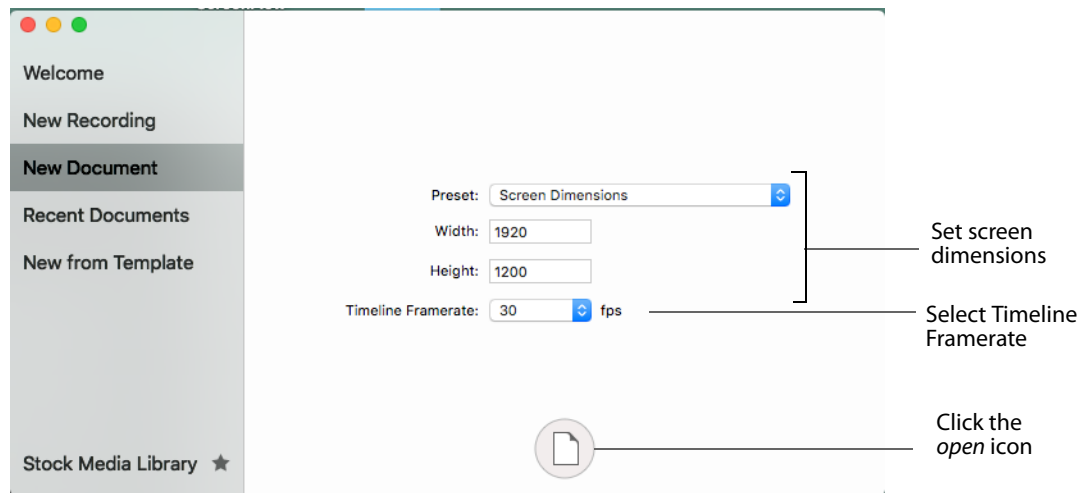 Welcome
New Recording
New Document
Recent Documents
New from Template
Stock Media Library
Preset: Screen Dimensions
Width: 1920
Height: 1200
Timeline Framerate: 30 fps
Set screen
dimensions
Select Timeline
Framerate
Click the
open icon